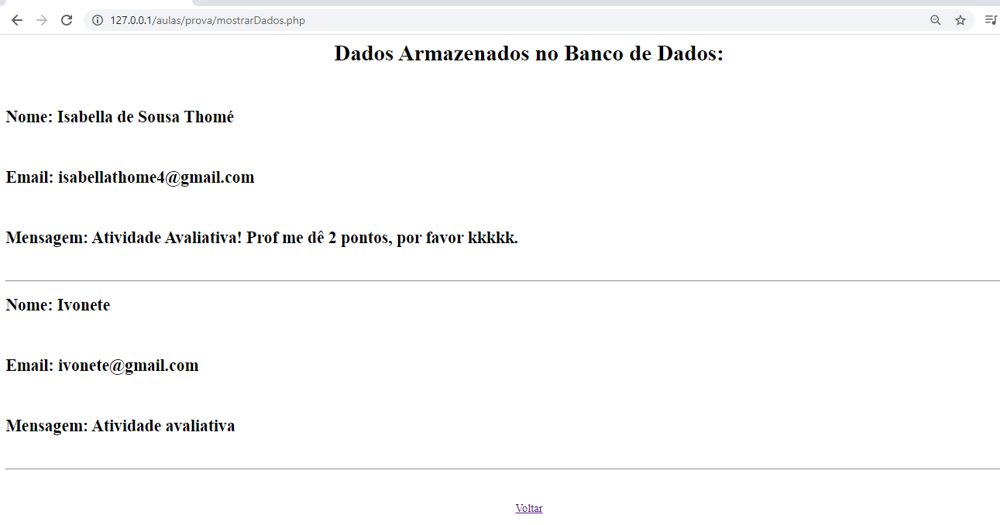 127.0.0.1/aulas/prova/mostrarDados.php
Dados Armazenados no Banco de Dados:
Nome: Isabella de Sousa Thomé
Email: isabellathome4@gmail.com
Mensagem: Atividade Avaliativa! Prof me dê 2 pontos, por favor kkkkk.
Nome: Ivonete
Email: ivonete@gmail.com
Mensagem: Atividade avaliativa
Voltar